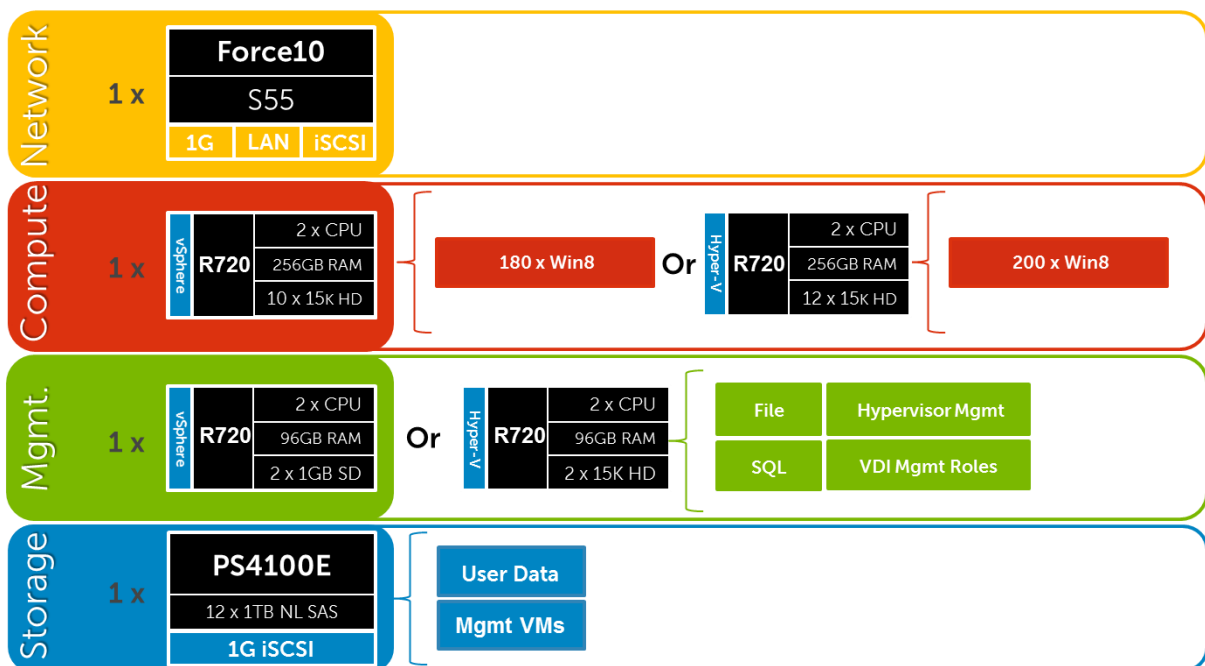 Network
1 x
Force10
S55
1G LAN iSCSI
Compute
1 x
vSphere
R720
2 x CPU
256GB RAM
10 x 15K HD
180 x Win8
Or
Hyper-V
R720
2 x CPU
256GB RAM
12 x 15K HD
200 x Win8
Mgmt.
1 x
vSphere
R720
2 x CPU
96GB RAM
2 x 1GB SD
Or
Hyper-V
R720
2 x CPU
96GB RAM
2 x 15K HD
File
Hypervisor Mgmt
SQL
VDI Mgmt Roles
Storage
1 x
PS4100E
12 x 1TB NL SAS
1G iSCSI
User Data
Mgmt VMs